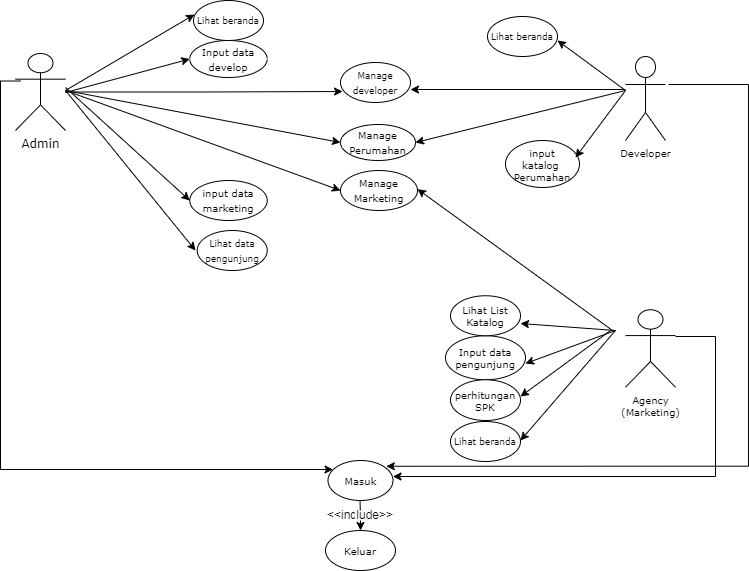 Lihat beranda
Input data
develop
Lihat beranda
Manage
developer
Admin
Manage
Perumahan
input
katalog
Perumahan
Developer
Manage
Marketing
input data
marketing
Lihat data
pengunjung
Lihat List
Katalog
Input data
pengunjung
perhitungan
SPK
Lihat beranda
Agency
(Marketing)
Masuk
<<include>>
Keluar